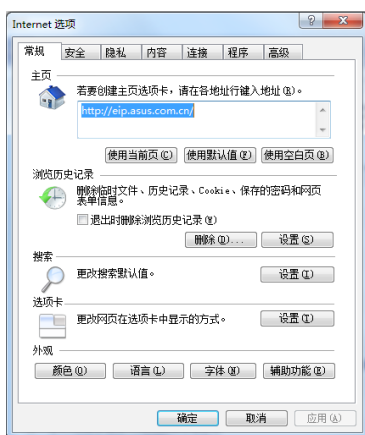 Internet 选项
常规 安全 隐私 内容 连接 程序 高级
主页
若要创建主页选项卡，请在各地址行键入地址(R)。
http://eip.asus.com.cn/
使用当前页(C) 使用默认值(F) 使用空白页(B)
浏览历史记录
删除临时文件、历史记录、Cookie、保存的密码和网页
表单信息。
退出时删除浏览历史记录(W)
删除(D)... 设置(S)
搜索
更改搜索默认值。 设置(I)
选项卡
更改网页在选项卡中显示的方式。 设置(T)
外观
颜色(O) 语言(L) 字体(N) 辅助功能(E)
确定 取消 应用(A)